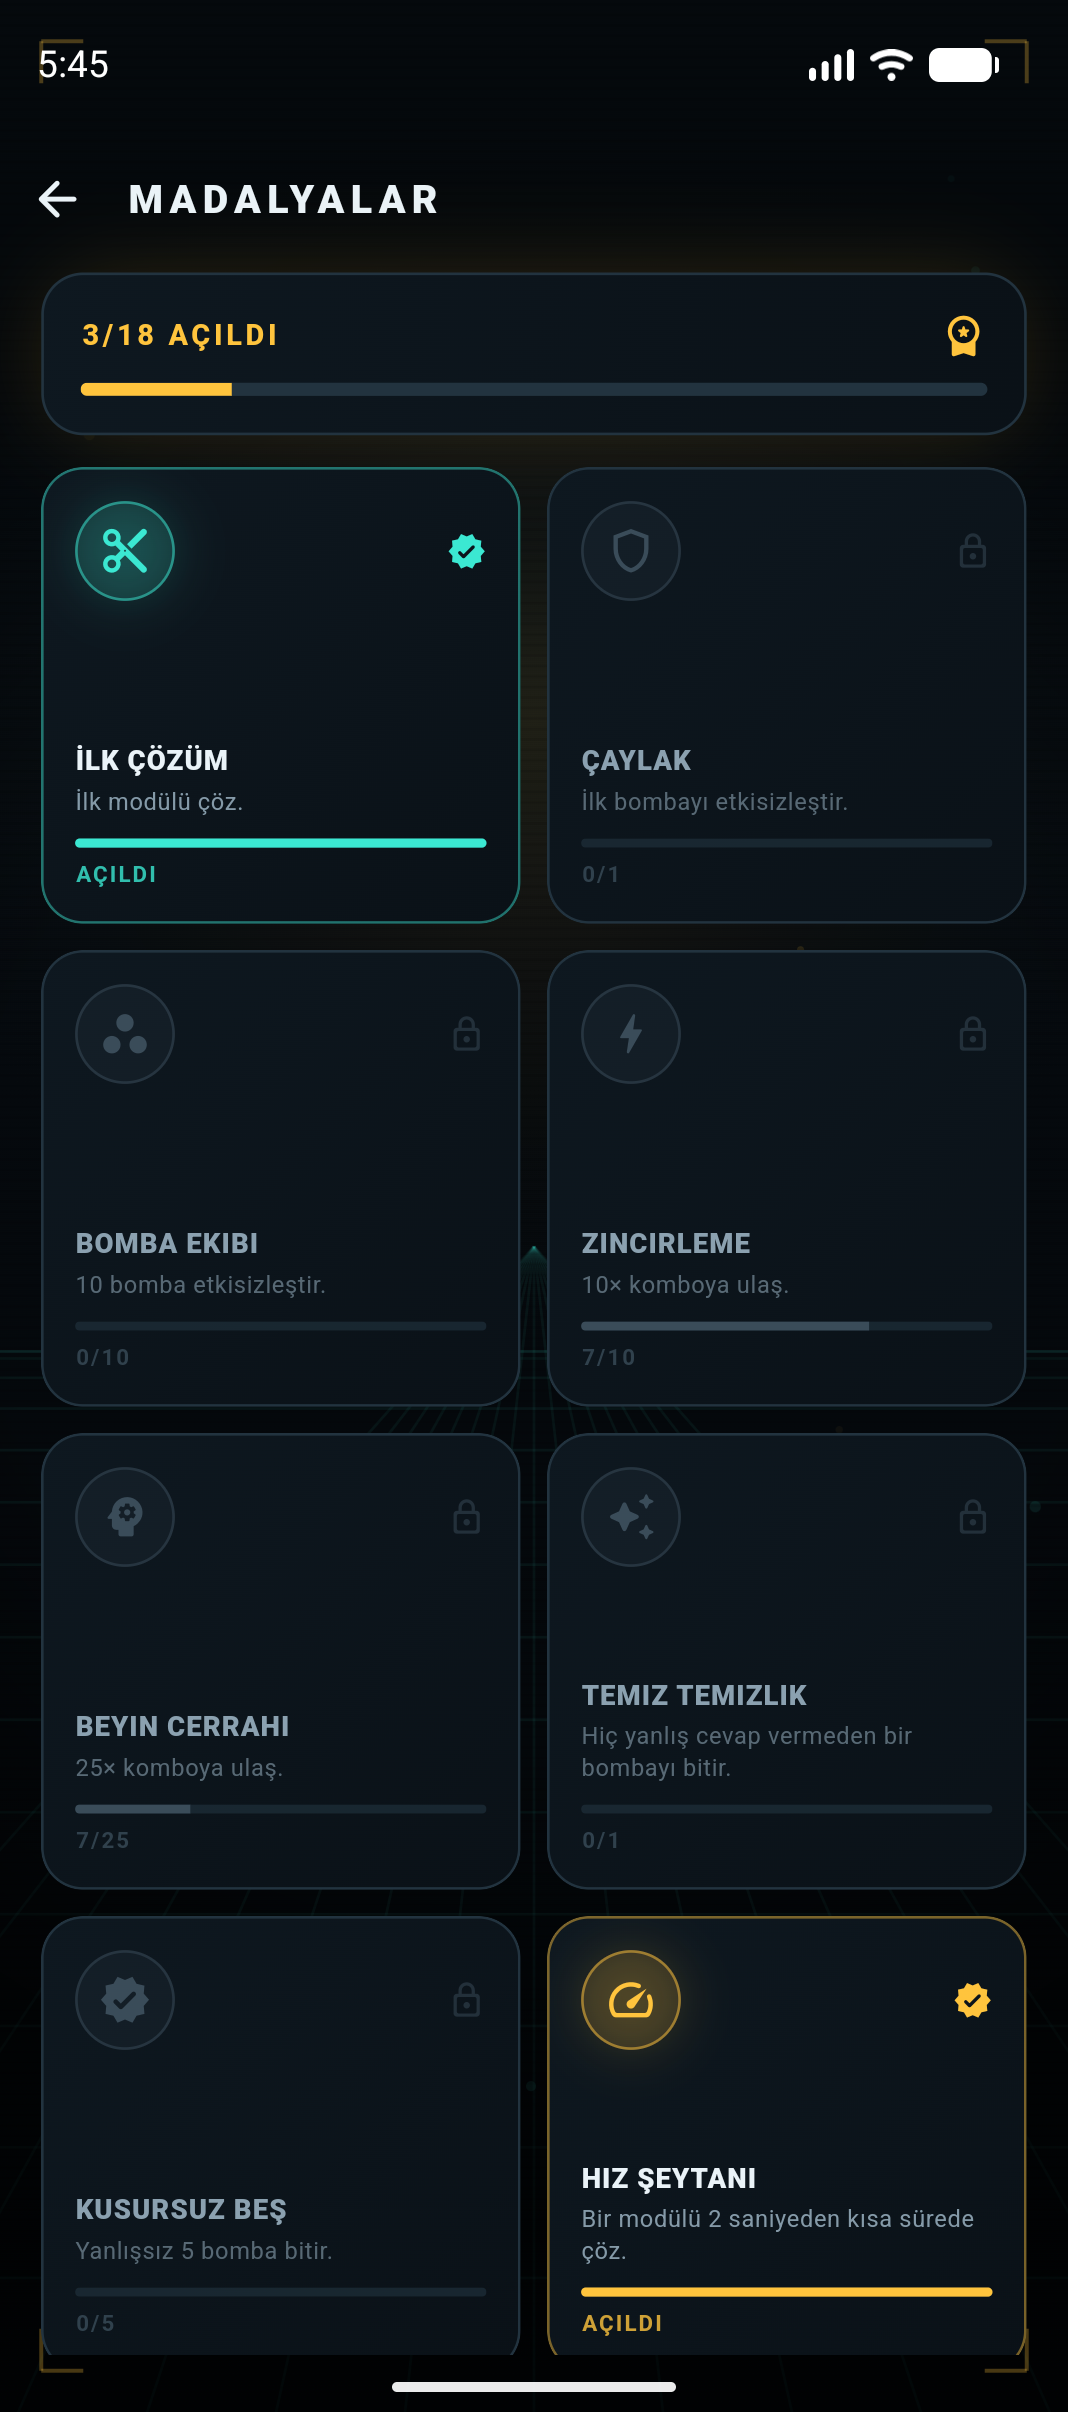 5:45
MADALYALAR
3/18 AÇILDI
İLK ÇÖZÜM
İlk modülü çöz.
AÇILDI
ÇAYLAK
İlk bombayı etkisizleştir.
0/1
BOMBA EKIBI
10 bomba etkisizleştir.
0/10
ZINCIRLEME
10× komboya ulaş.
7/10
BEYIN CERRAHI
25× komboya ulaş.
7/25
TEMIZ TEMIZLIK
Hiç yanlış cevap vermeden bir
bombayı bitir.
0/1
KUSURSUZ BEŞ
Yanlışsız 5 bomba bitir.
0/5
HIZ ŞEYTANI
Bir modülü 2 saniyeden kısa sürede
çöz.
AÇILDI